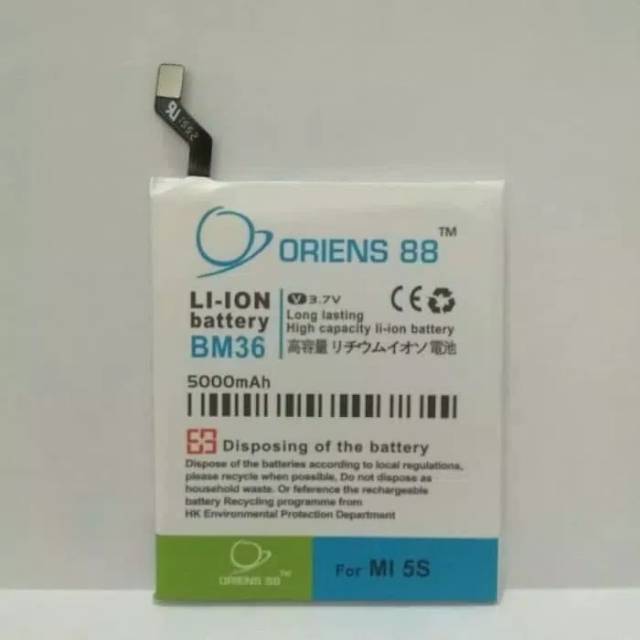 1552
ORIENS 88™
LI-ION
battery
BM36
V 3.7V
Long lasting
High capacity li-ion battery
高容量 リチウムイオソ電池
CE
5000mAh
Disposing of the battery
Dispose of the batteries according to local regulations,
please recycle when possible, Do not dispose as
household waste. Or reference the rechargeable
battery Recycling programme from
HK Environmental Protection Department
ORIENS 88™
For MI 5S